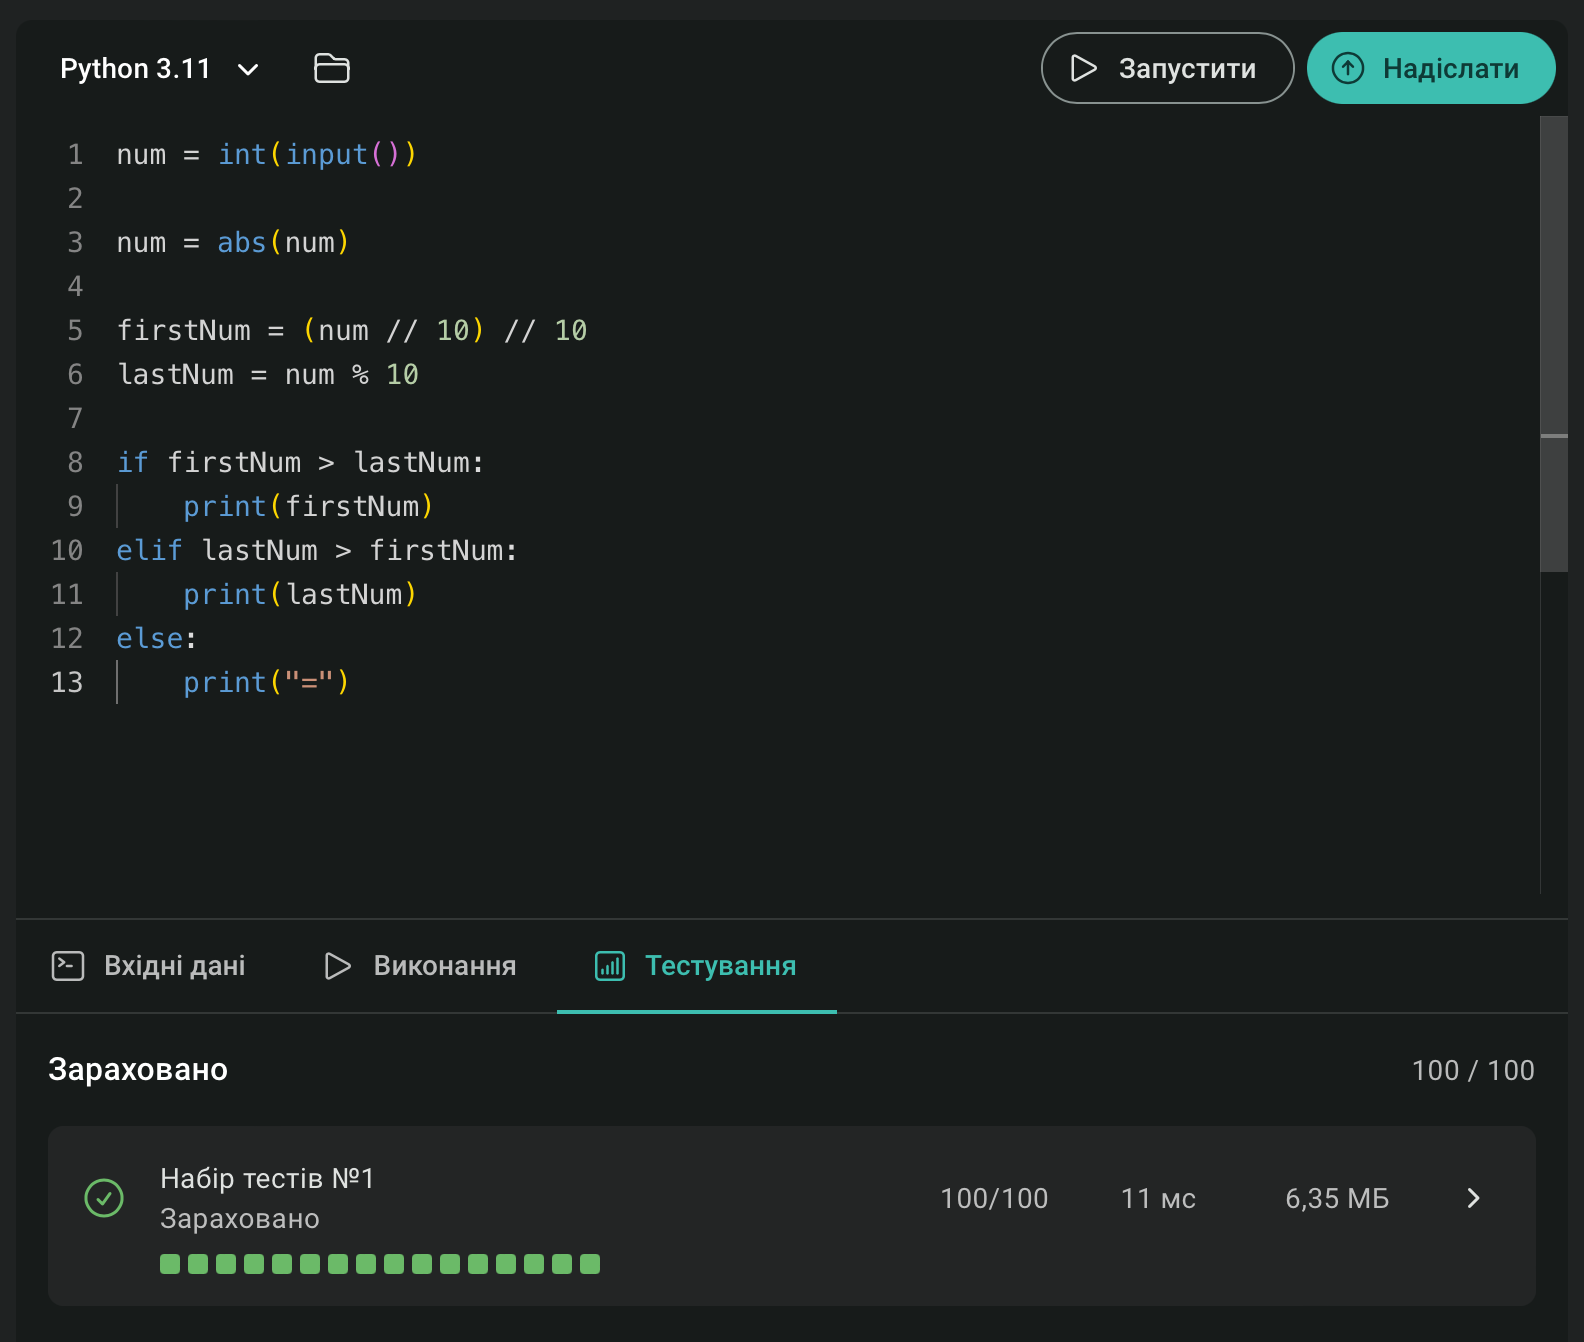 Python 3.11
Запустити
Надіслати
1 num = int(input())
2
3 num = abs(num)
4
5 firstNum = (num // 10) // 10
6 lastNum = num % 10
7
8 if firstNum > lastNum:
9     print(firstNum)
10 elif lastNum > firstNum:
11     print(lastNum)
12 else:
13     print("=")
Вхідні дані
Виконання
Тестування
Зараховано
100 / 100
Набір тестів №1
Зараховано
100/100
11 мс
6,35 МБ